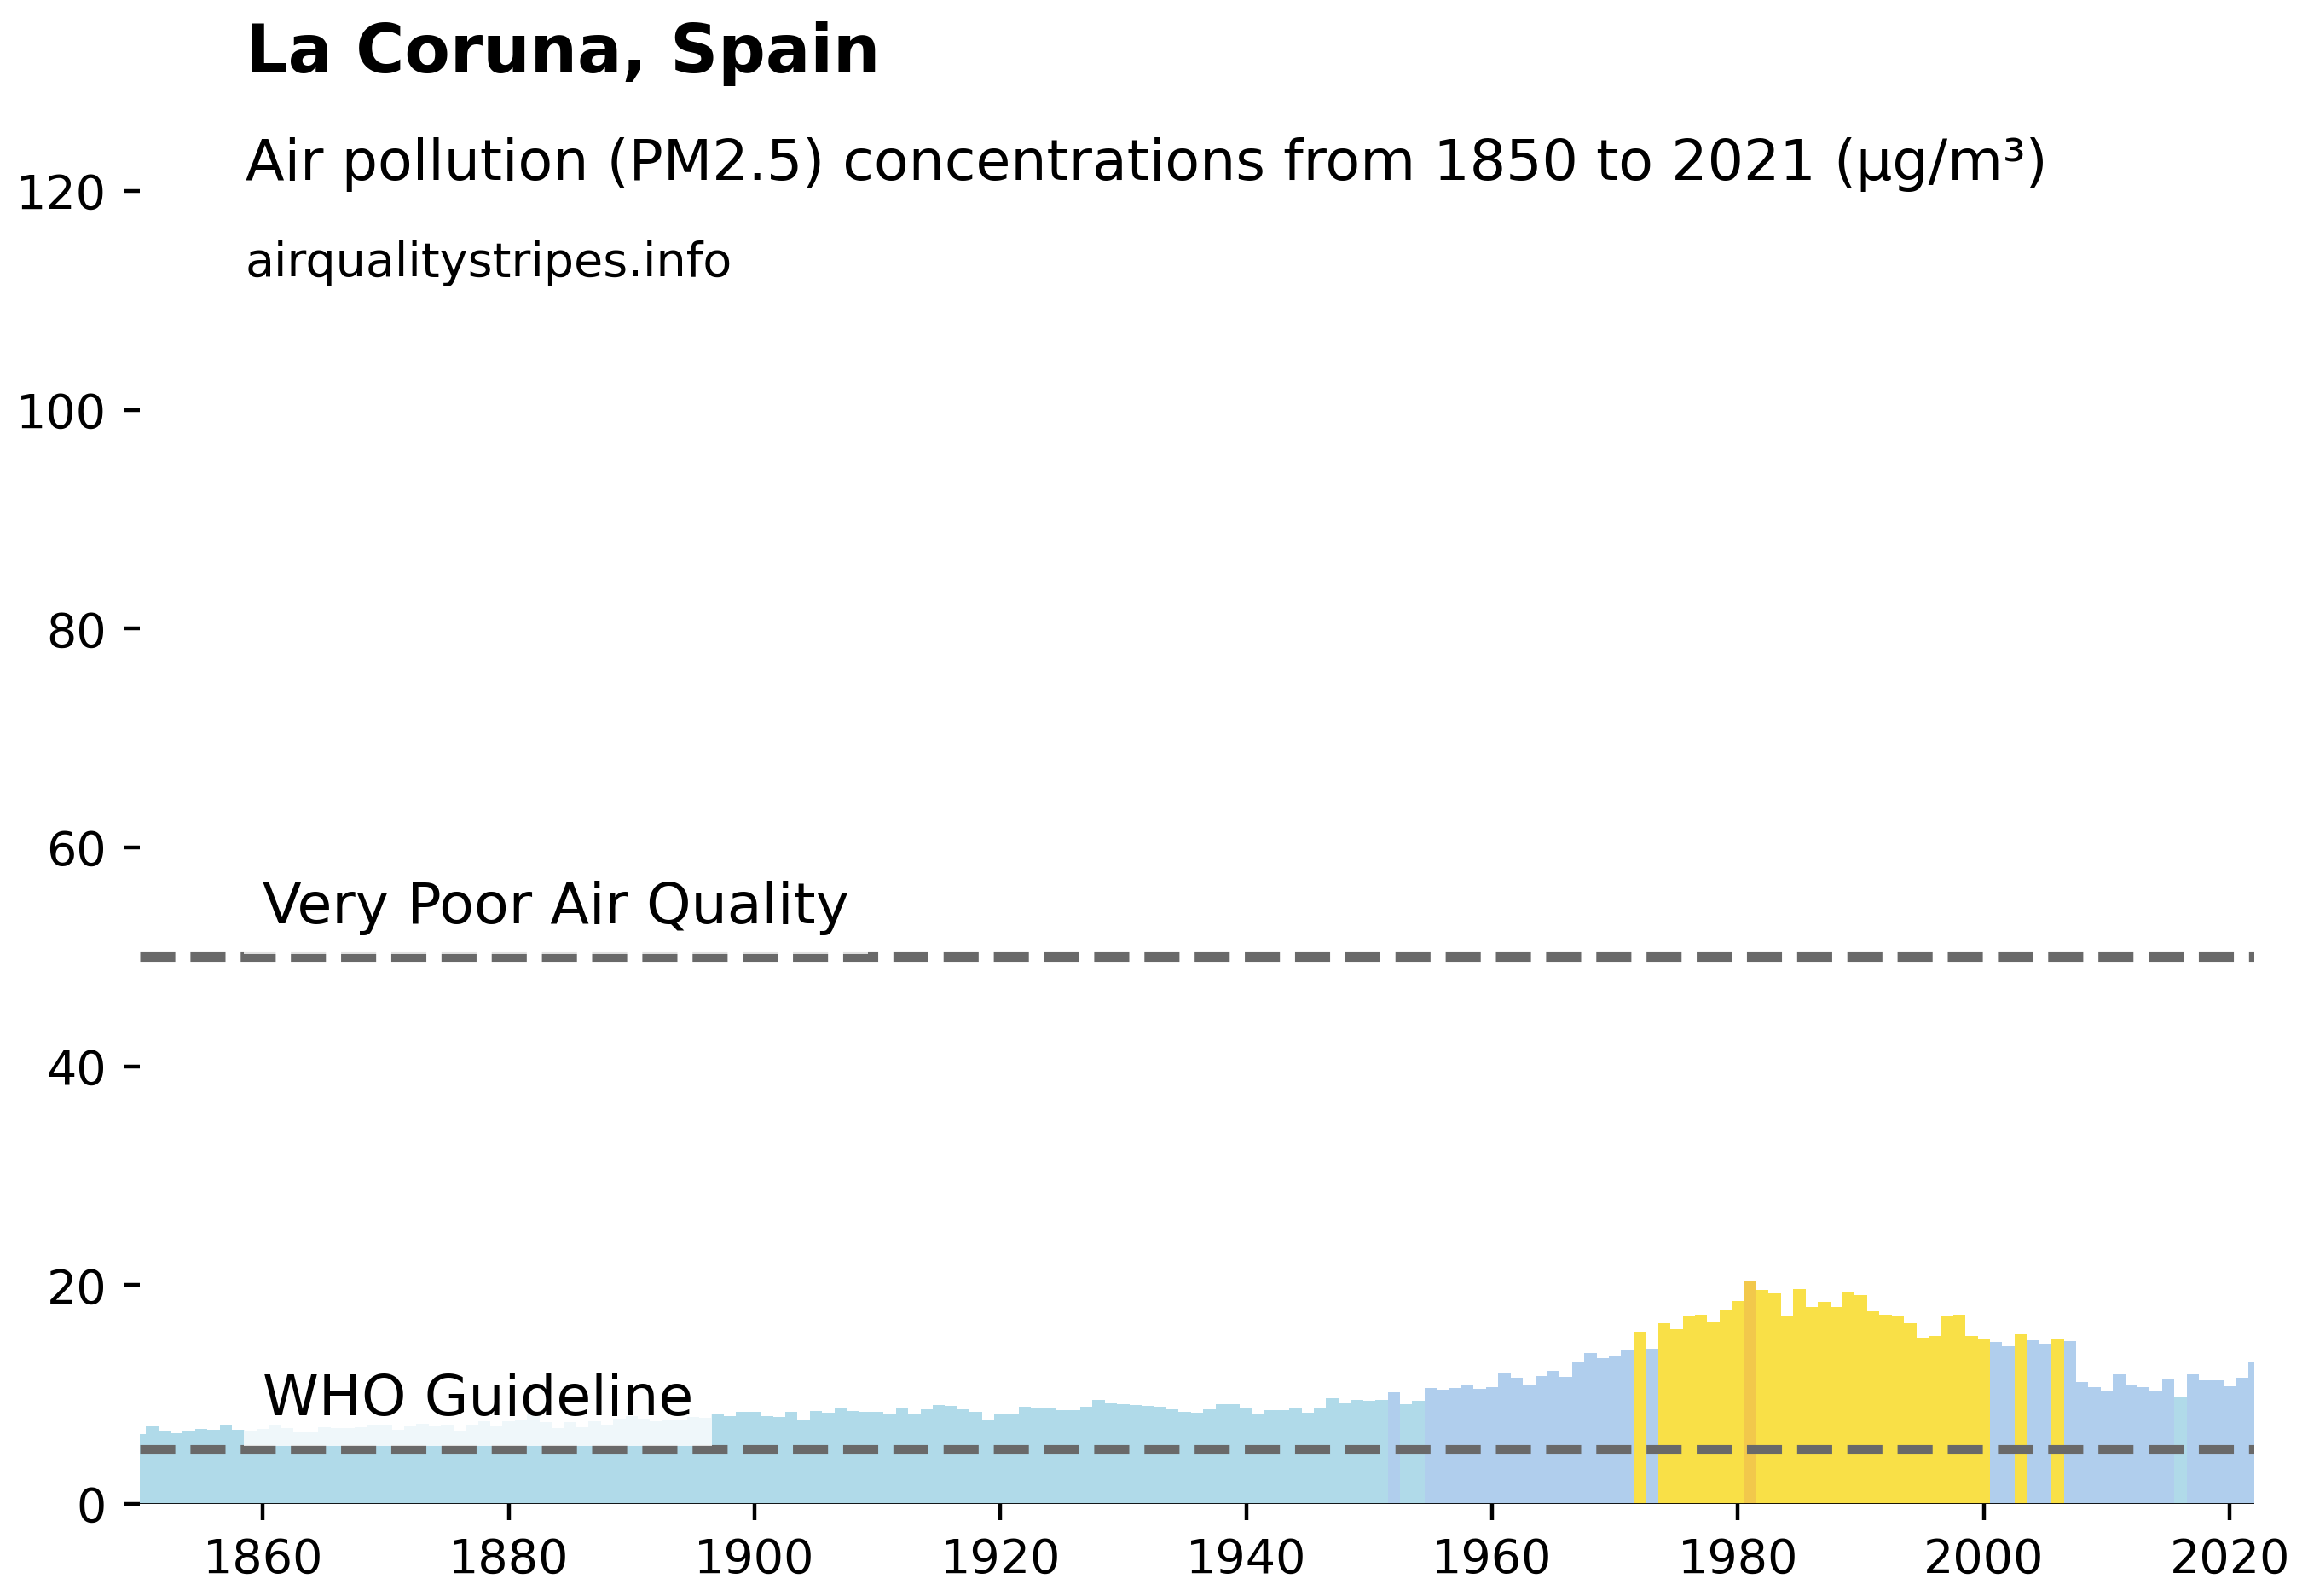 La Coruna, Spain
Air pollution (PM2.5) concentrations from 1850 to 2021 (µg/m³)
airqualitystripes.info
120
100
80
60
Very Poor Air Quality
40
20
WHO Guideline
0
1860 1880 1900 1920 1940 1960 1980 2000 2020